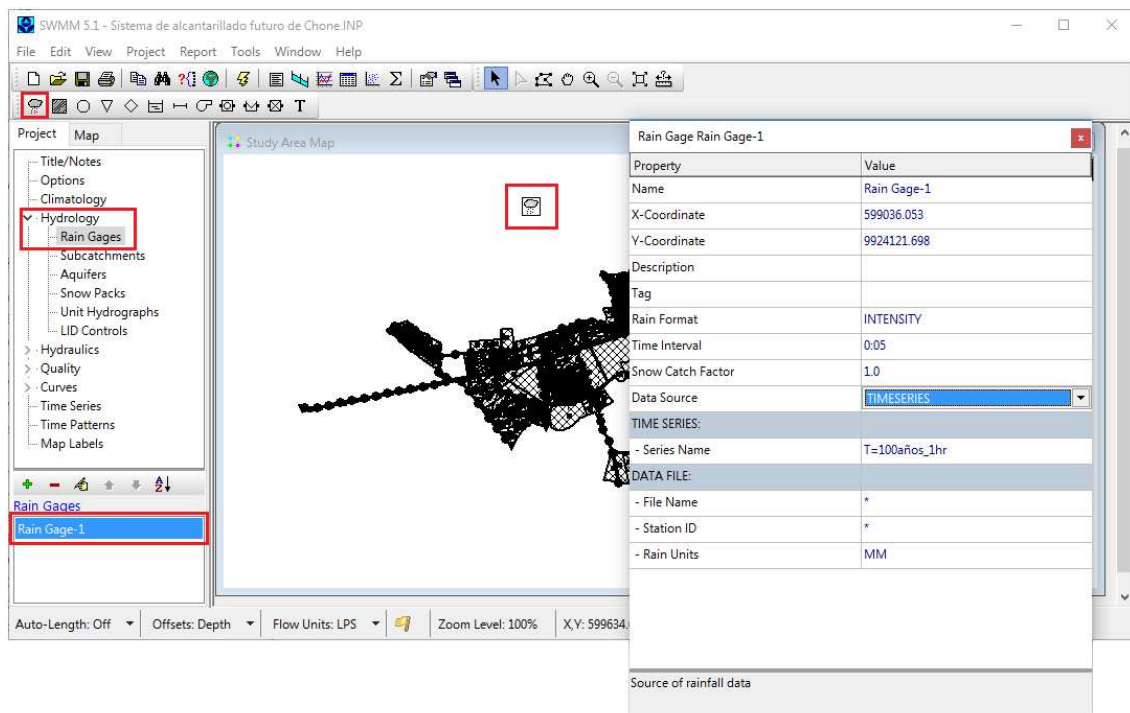 SWMM 5.1 - Sistema de alcantarillado futuro de Chone.INP
File Edit View Project Report Tools Window Help
T
Project Map
Title/Notes
Options
Climatology
Hydrology
Rain Gages
Subcatchments
Aquifers
Snow Packs
Unit Hydrographs
LID Controls
Hydraulics
Quality
Curves
Time Series
Time Patterns
Map Labels
Rain Gages
Rain Gage-1
Study Area Map
Rain Gage Rain Gage-1
Property Value
Name Rain Gage-1
X-Coordinate 599036.053
Y-Coordinate 9924121.698
Description
Tag
Rain Format INTENSITY
Time Interval 0:05
Snow Catch Factor 1.0
Data Source TIMESERIES
TIME SERIES:
- Series Name T=100años_1hr
DATA FILE:
- File Name *
- Station ID *
- Rain Units MM
Source of rainfall data
Auto-Length: Off Offsets: Depth Flow Units: LPS Zoom Level: 100% X,Y: 599634.